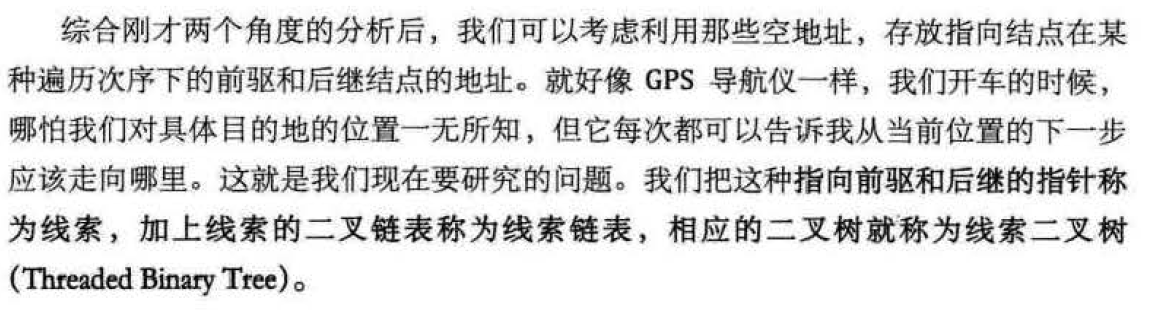 综合刚才两个角度的分析后，我们可以考虑利用那些空地址，存放指向结点在某
种遍历次序下的前驱和后继结点的地址。就好像 GPS 导航仪一样，我们开车的时候，
哪怕我们对具体目的地的位置一无所知，但它每次都可以告诉我从当前位置的下一步
应该走向哪里。这就是我们现在要研究的问题。我们把这种指向前驱和后继的指针称
为线索，加上线索的二叉链表称为线索链表，相应的二叉树就称为线索二叉树
(Threaded Binary Tree)。